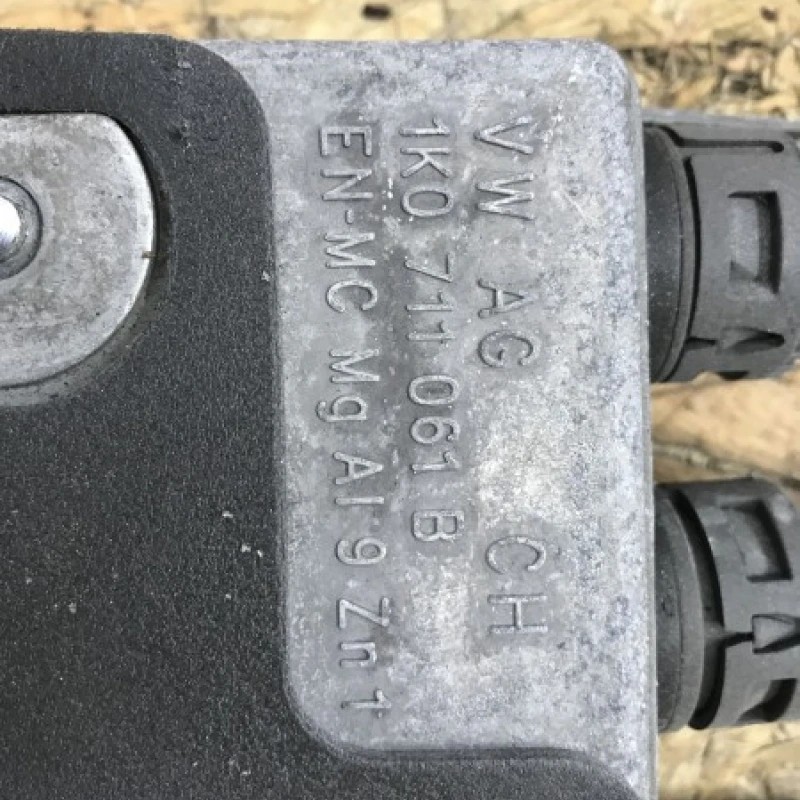 VW AG CH
1K0 711 061 B
EN-MC Mg Al 9 Zn 1